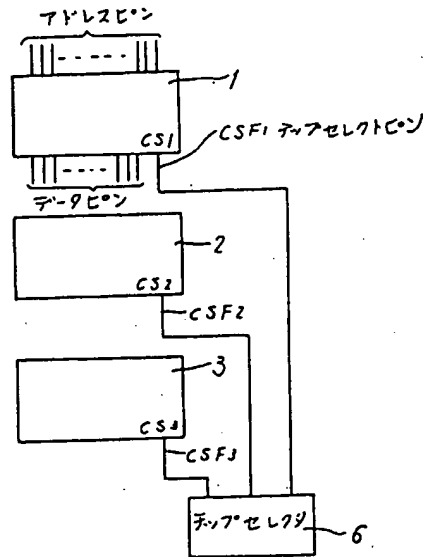 アドレスピン
1
CS1
CSF1 チップセレクトピン
データピン
2
CS2
CSF2
3
CS3
CSF3
チップセレクタ
6